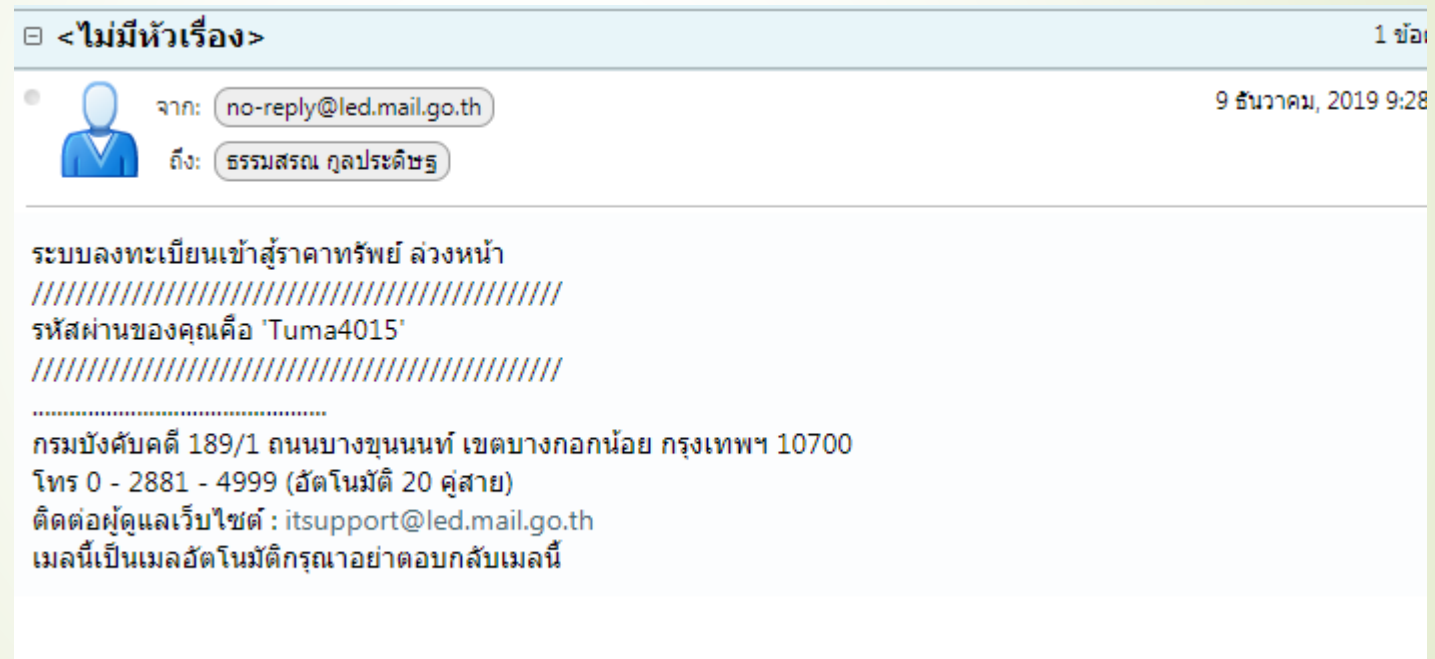 <ไม่มีหัวเรื่อง>
1 ข้อ
จาก: no-reply@led.mail.go.th
9 ธันวาคม, 2019 9:28
ถึง: ธรรมสรณ กูลประดิษฐ
ระบบลงทะเบียนเข้าสู้ราคาทรัพย์ ล่วงหน้า
/////////////////////////////////////////////////
รหัสผ่านของคุณคือ 'Tuma4015'
/////////////////////////////////////////////////
................................................
กรมบังคับคดี 189/1 ถนนบางขุนนนท์ เขตบางกอกน้อย กรุงเทพฯ 10700
โทร 0 - 2881 - 4999 (อัตโนมัติ 20 คู่สาย)
ติดต่อผู้ดูแลเว็บไซต์ : itsupport@led.mail.go.th
เมลนี้เป็นเมลอัตโนมัติกรุณาอย่าตอบกลับเมลนี้